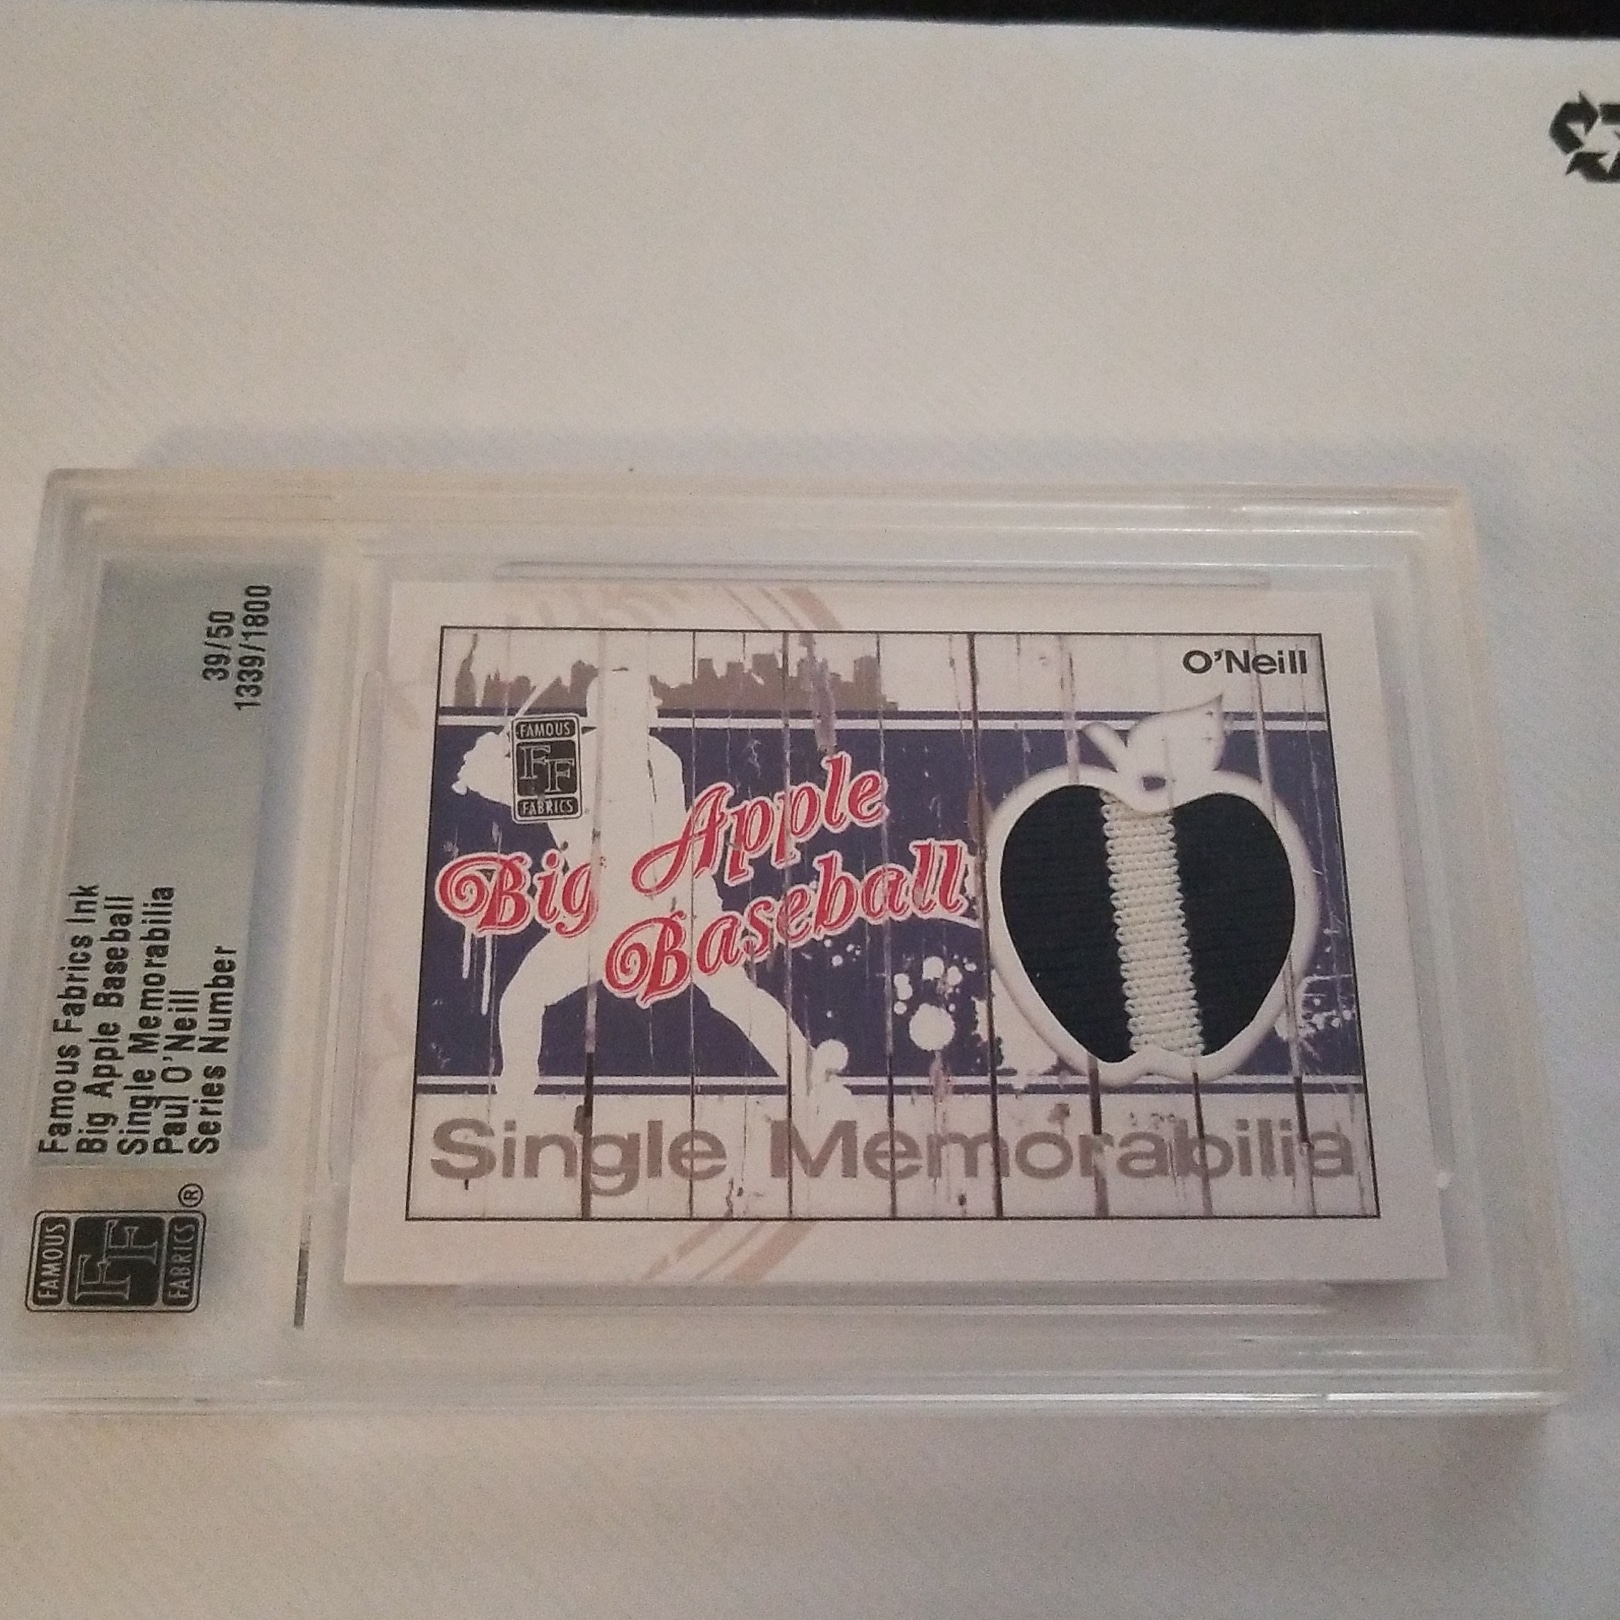 Famous Fabrics Ink
Big Apple Baseball
Single Memorabilia
Paul O'Neill
Series Number
39/50
1339/1800
FAMOUS
FF
FABRICS
®
O'Neill
FAMOUS
FF
FABRICS
Big Apple
Baseball
Single Memorabilia